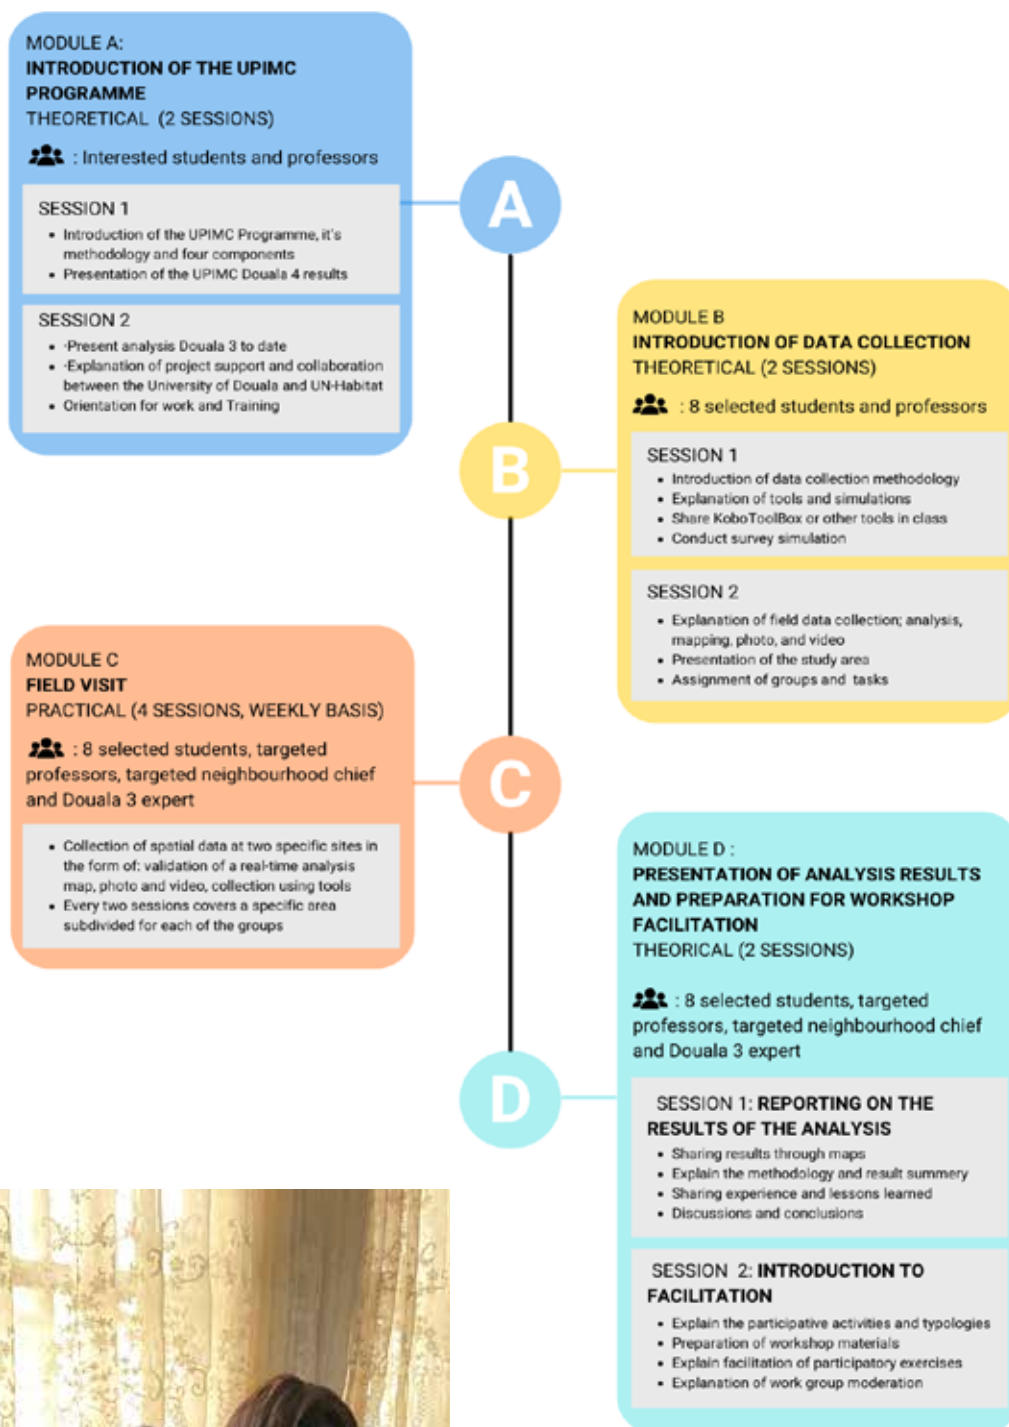 MODULE A:
INTRODUCTION OF THE UPIMC
PROGRAMME
THEORETICAL (2 SESSIONS)
: Interested students and professors
SESSION 1
• Introduction of the UPIMC Programme, it's
methodology and four components
• Presentation of the UPIMC Douala 4 results
SESSION 2
• ·Present analysis Douala 3 to date
• ·Explanation of project support and collaboration
between the University of Douala and UN-Habitat
• Orientation for work and Training
A
MODULE B
INTRODUCTION OF DATA COLLECTION
THEORETICAL (2 SESSIONS)
: 8 selected students and professors
SESSION 1
• Introduction of data collection methodology
• Explanation of tools and simulations
• Share KoboToolBox or other tools in class
• Conduct survey simulation
SESSION 2
• Explanation of field data collection; analysis,
mapping, photo, and video
• Presentation of the study area
• Assignment of groups and tasks
B
MODULE C
FIELD VISIT
PRACTICAL (4 SESSIONS, WEEKLY BASIS)
: 8 selected students, targeted
professors, targeted neighbourhood chief
and Douala 3 expert
• Collection of spatial data at two specific sites in
the form of: validation of a real-time analysis
map, photo and video, collection using tools
• Every two sessions covers a specific area
subdivided for each of the groups
C
MODULE D :
PRESENTATION OF ANALYSIS RESULTS
AND PREPARATION FOR WORKSHOP
FACILITATION
THEORICAL (2 SESSIONS)
: 8 selected students, targeted
professors, targeted neighbourhood chief
and Douala 3 expert
SESSION 1: REPORTING ON THE
RESULTS OF THE ANALYSIS
• Sharing results through maps
• Explain the methodology and result summery
• Sharing experience and lessons learned
• Discussions and conclusions
SESSION 2: INTRODUCTION TO
FACILITATION
• Explain the participative activities and typologies
• Preparation of workshop materials
• Explain facilitation of participatory exercises
• Explanation of work group moderation
D